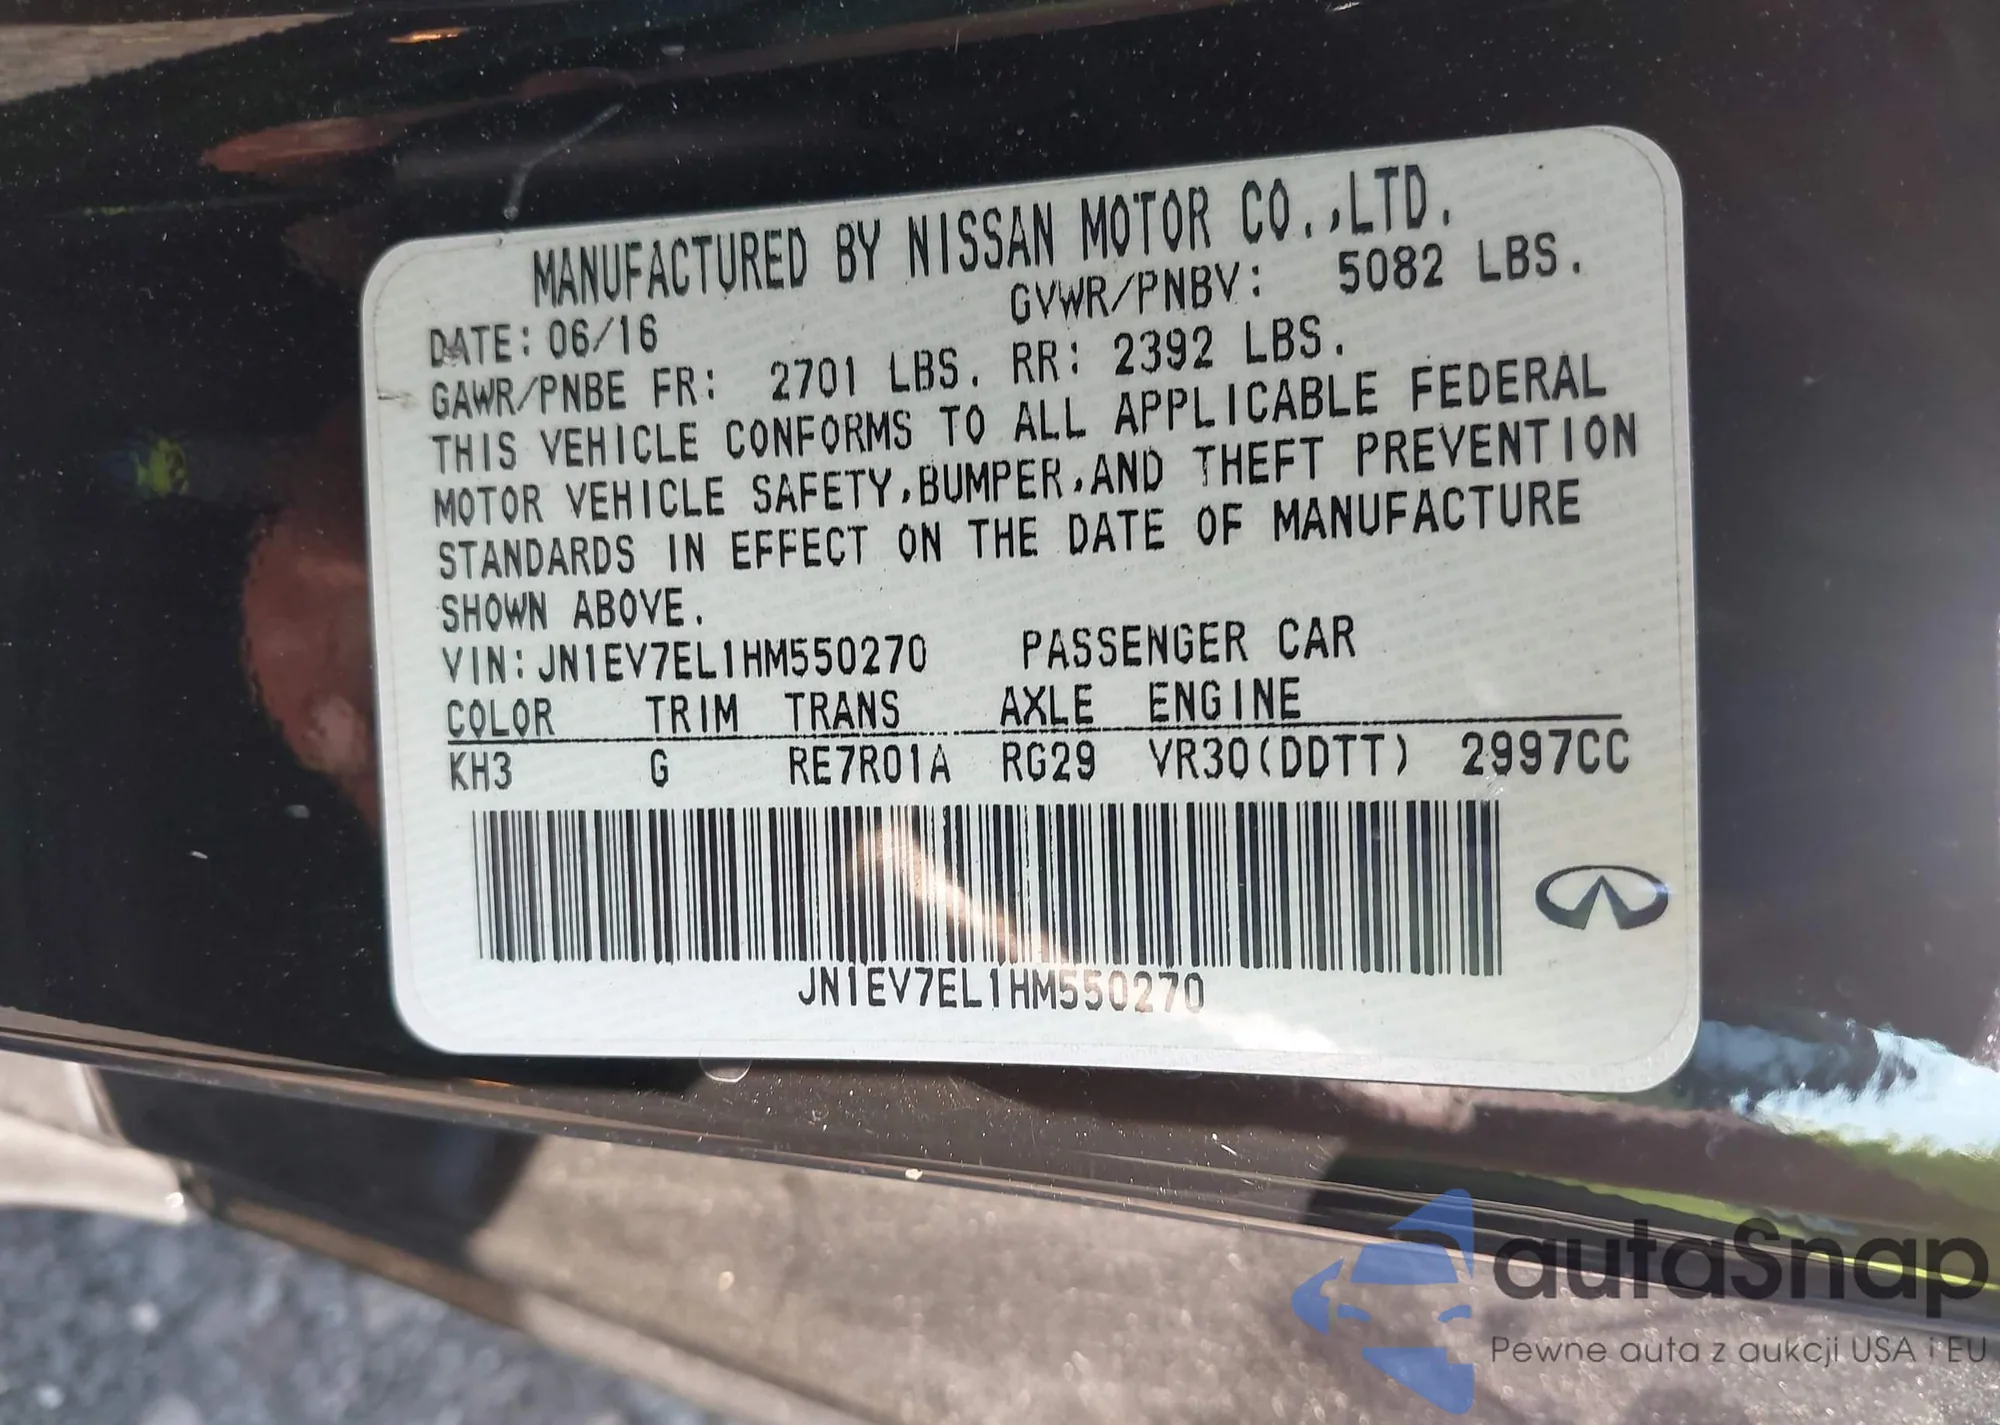 MANUFACTURED BY NISSAN MOTOR CO.,LTD.
DATE: 06/16 GVWR/PNBV: 5082 LBS.
GAWR/PNBE FR: 2701 LBS. RR: 2392 LBS.
THIS VEHICLE CONFORMS TO ALL APPLICABLE FEDERAL
MOTOR VEHICLE SAFETY,BUMPER,AND THEFT PREVENTION
STANDARDS IN EFFECT ON THE DATE OF MANUFACTURE
SHOWN ABOVE.
VIN:JN1EV7EL1HM550270 PASSENGER CAR
COLOR TRIM TRANS AXLE ENGINE
KH3 G RE7R01A RG29 VR30(DDTT) 2997CC
JN1EV7EL1HM550270
autaSnap
Pewne auta z aukcji USA i EU